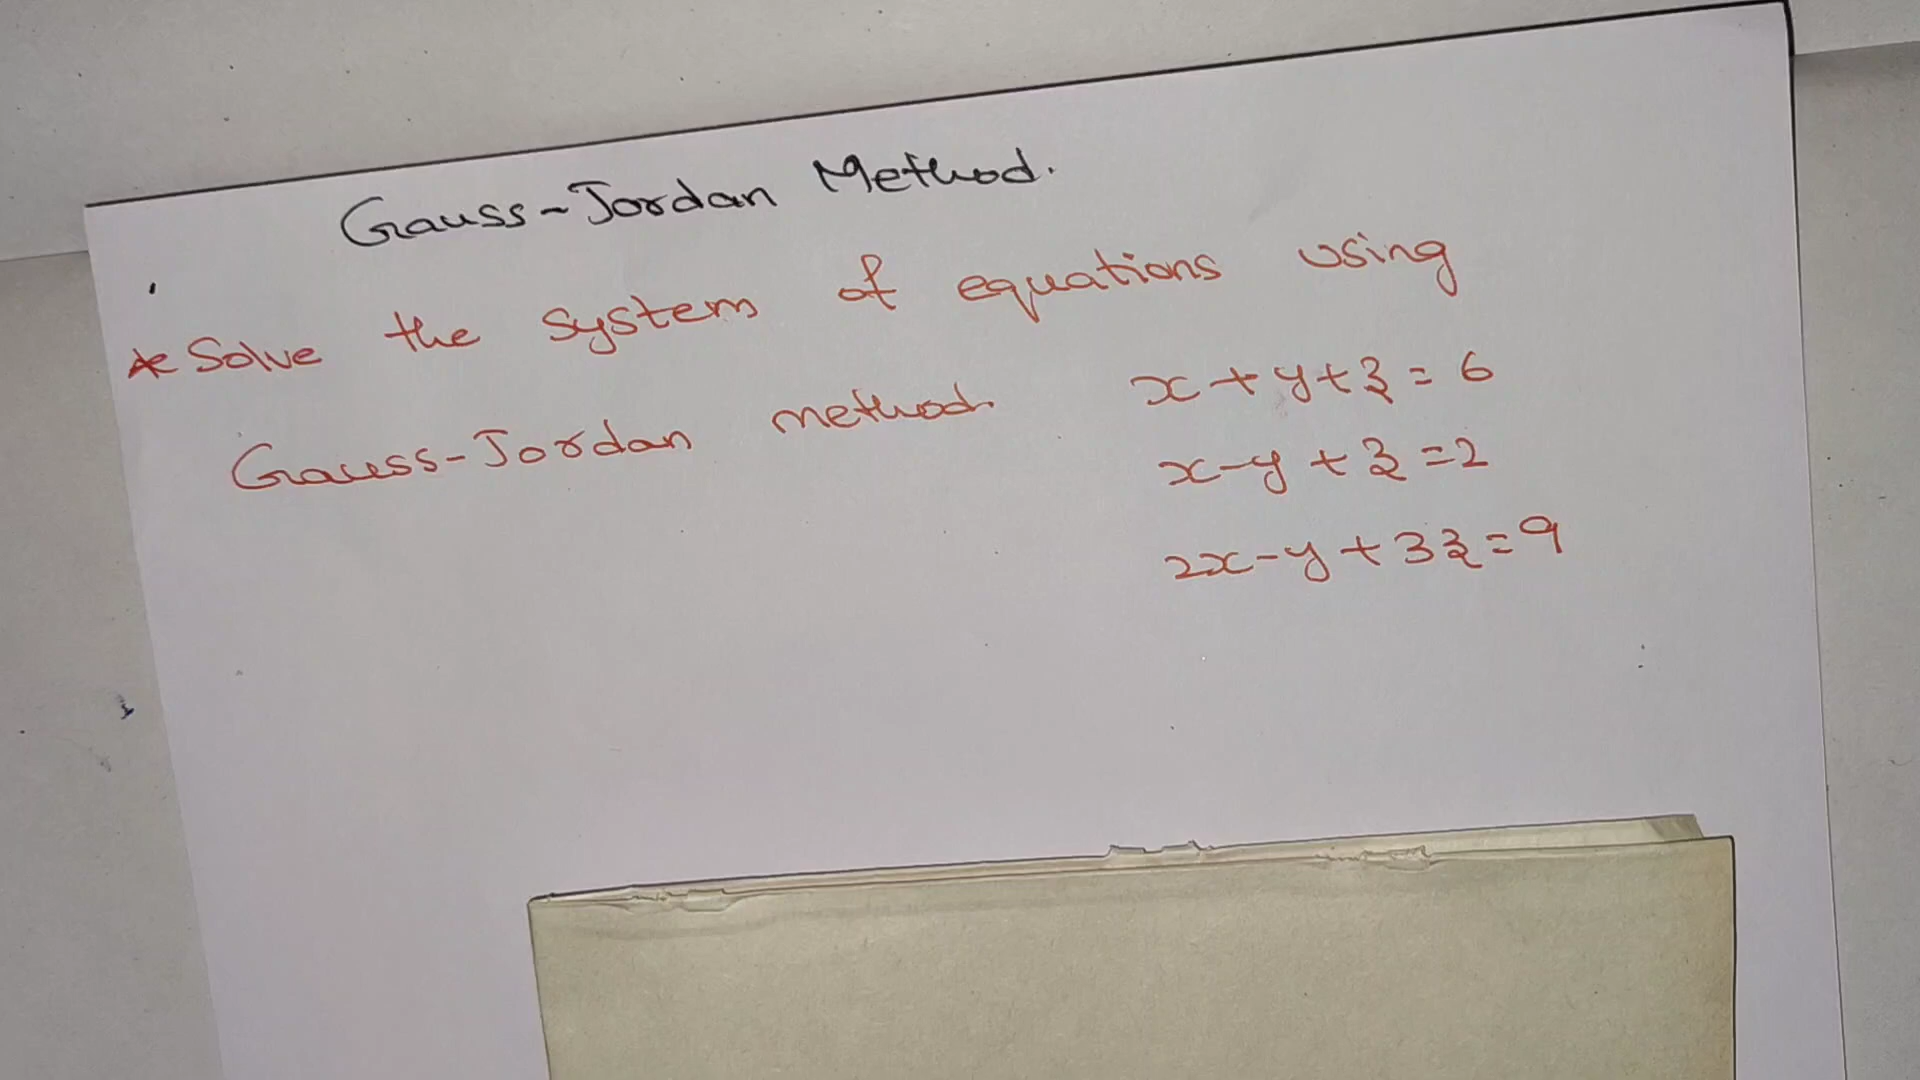 Gauss-Jordan Method.
* Solve the system of equations using
Gauss-Jordan method. x+y+z=6
x-y+z=2
2x-y+3z=9